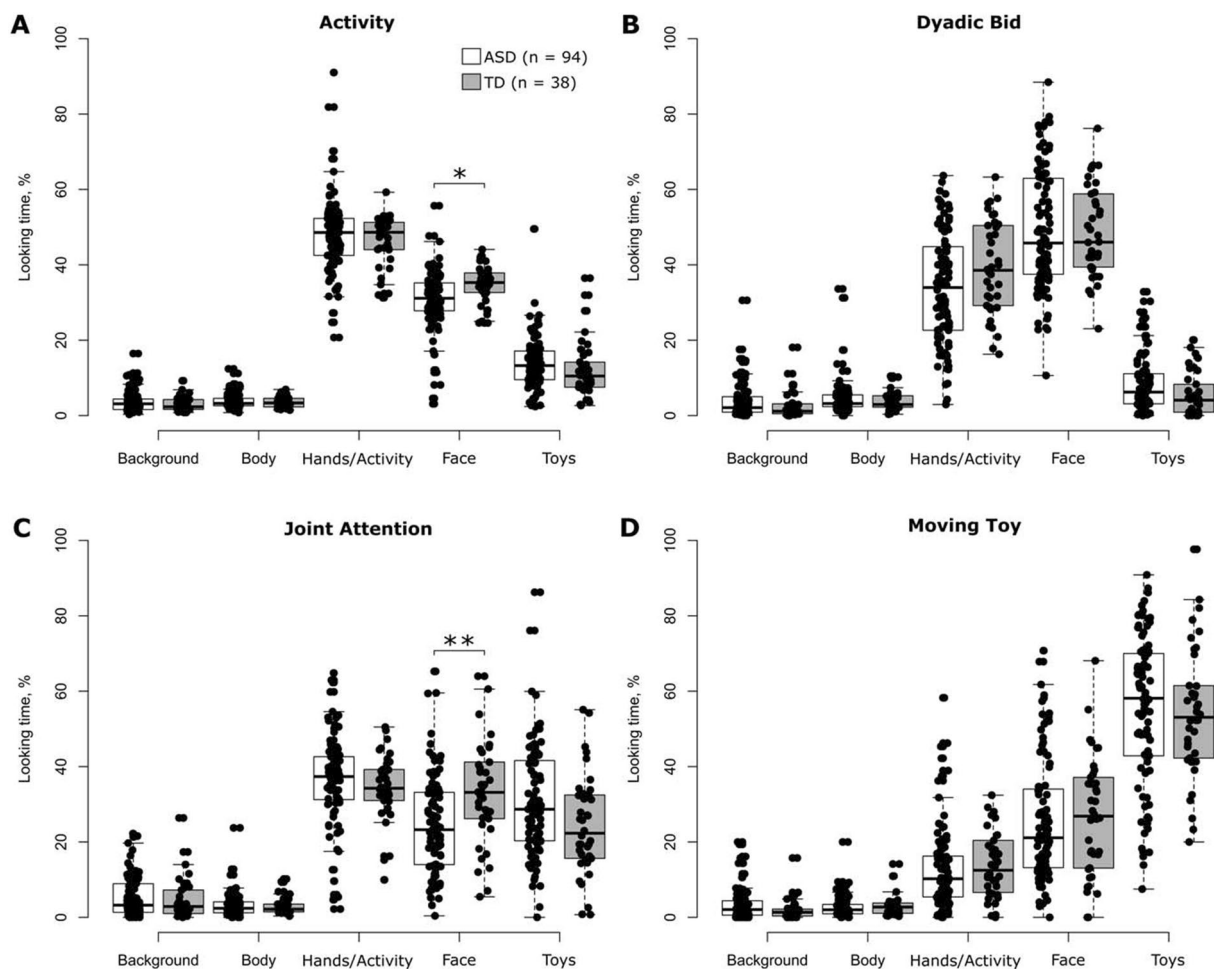 A
Activity
100
80
60
40
20
0
Looking time, %
ASD (n = 94)
TD (n = 38)
*
Background Body Hands/Activity Face Toys
B
Dyadic Bid
100
80
60
40
20
0
Looking time, %
Background Body Hands/Activity Face Toys
C
Joint Attention
100
80
60
40
20
0
Looking time, %
**
Background Body Hands/Activity Face Toys
D
Moving Toy
100
80
60
40
20
0
Looking time, %
Background Body Hands/Activity Face Toys